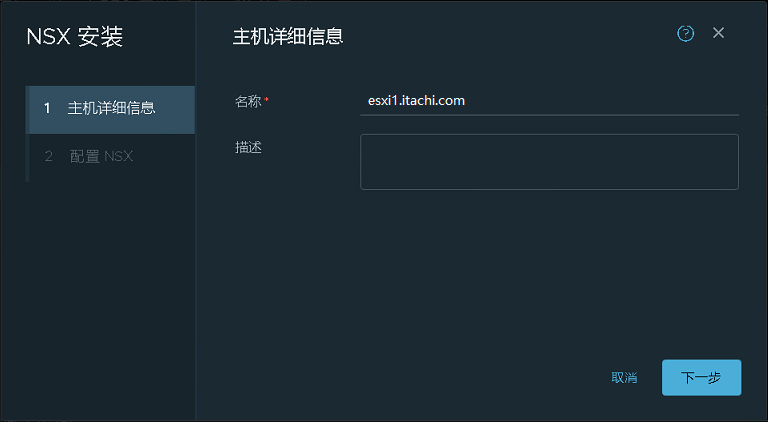 NSX 安装
1 主机详细信息
2 配置 NSX
主机详细信息
名称 *
esxi1.itachi.com
描述
取消
下一步